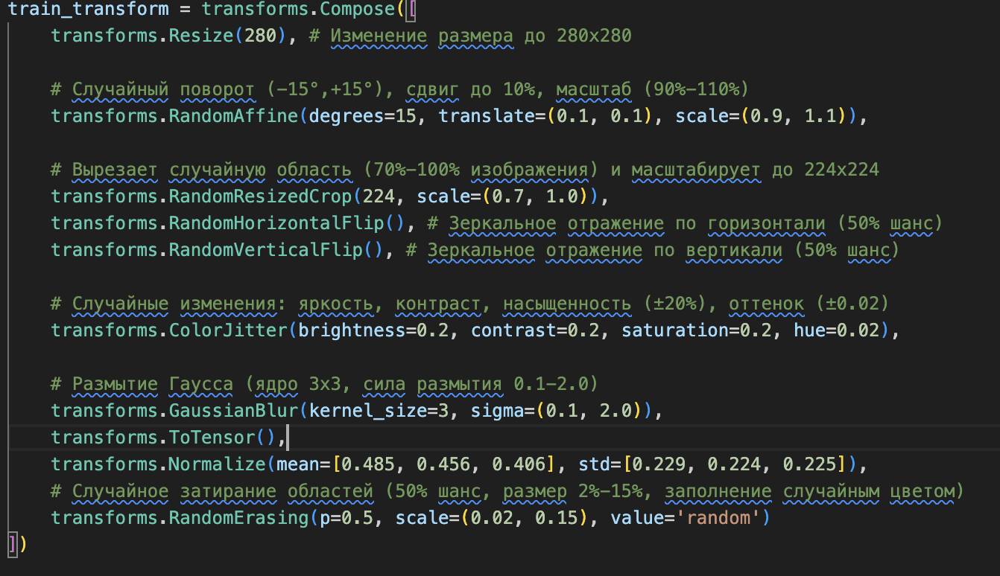 train_transform = transforms.Compose([
transforms.Resize(280), # Изменение размера до 280x280
# Случайный поворот (-15°,+15°), сдвиг до 10%, масштаб (90%-110%)
transforms.RandomAffine(degrees=15, translate=(0.1, 0.1), scale=(0.9, 1.1)),
# Вырезает случайную область (70%-100% изображения) и масштабирует до 224x224
transforms.RandomResizedCrop(224, scale=(0.7, 1.0)),
transforms.RandomHorizontalFlip(), # Зеркальное отражение по горизонтали (50% шанс)
transforms.RandomVerticalFlip(), # Зеркальное отражение по вертикали (50% шанс)
# Случайные изменения: яркость, контраст, насыщенность (±20%), оттенок (±0.02)
transforms.ColorJitter(brightness=0.2, contrast=0.2, saturation=0.2, hue=0.02),
# Размытие Гаусса (ядро 3x3, сила размытия 0.1-2.0)
transforms.GaussianBlur(kernel_size=3, sigma=(0.1, 2.0)),
transforms.ToTensor(),
transforms.Normalize(mean=[0.485, 0.456, 0.406], std=[0.229, 0.224, 0.225]),
# Случайное затирание областей (50% шанс, размер 2%-15%, заполнение случайным цветом)
transforms.RandomErasing(p=0.5, scale=(0.02, 0.15), value='random')
])